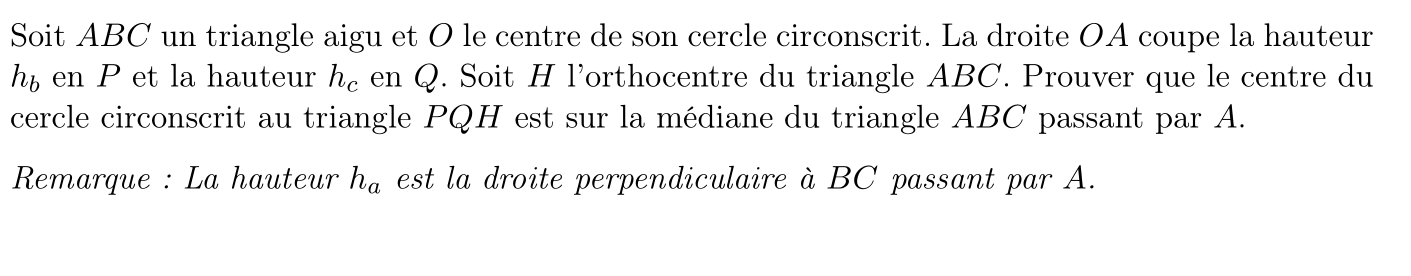 Soit ABC un triangle aigu et O le centre de son cercle circonscrit. La droite OA coupe la hauteur
h_b en P et la hauteur h_c en Q. Soit H l'orthocentre du triangle ABC. Prouver que le centre du
cercle circonscrit au triangle PQH est sur la médiane du triangle ABC passant par A.
Remarque : La hauteur h_a est la droite perpendiculaire à BC passant par A.